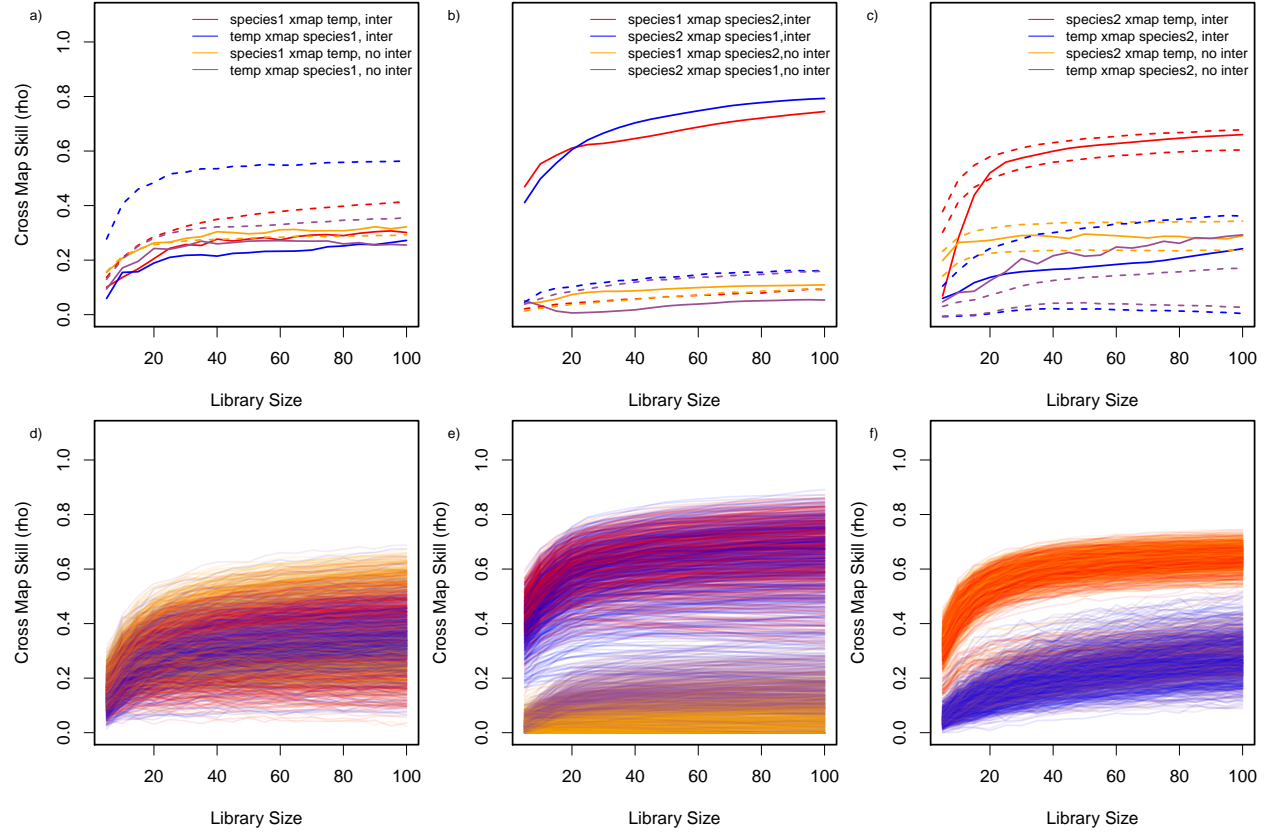 a)
species1 xmap temp, inter
temp xmap species1, inter
species1 xmap temp, no inter
temp xmap species1, no inter
Cross Map Skill (rho)
1.0
0.8
0.6
0.4
0.2
0.0
20 40 60 80 100
Library Size
b)
species1 xmap species2,inter
species2 xmap species1,inter
species1 xmap species2,no inter
species2 xmap species1,no inter
20 40 60 80 100
Library Size
c)
species2 xmap temp, inter
temp xmap species2, inter
species2 xmap temp, no inter
temp xmap species2, no inter
20 40 60 80 100
Library Size
d)
Cross Map Skill (rho)
1.0
0.8
0.6
0.4
0.2
0.0
20 40 60 80 100
Library Size
e)
Cross Map Skill (rho)
1.0
0.8
0.6
0.4
0.2
0.0
20 40 60 80 100
Library Size
f)
Cross Map Skill (rho)
1.0
0.8
0.6
0.4
0.2
0.0
20 40 60 80 100
Library Size